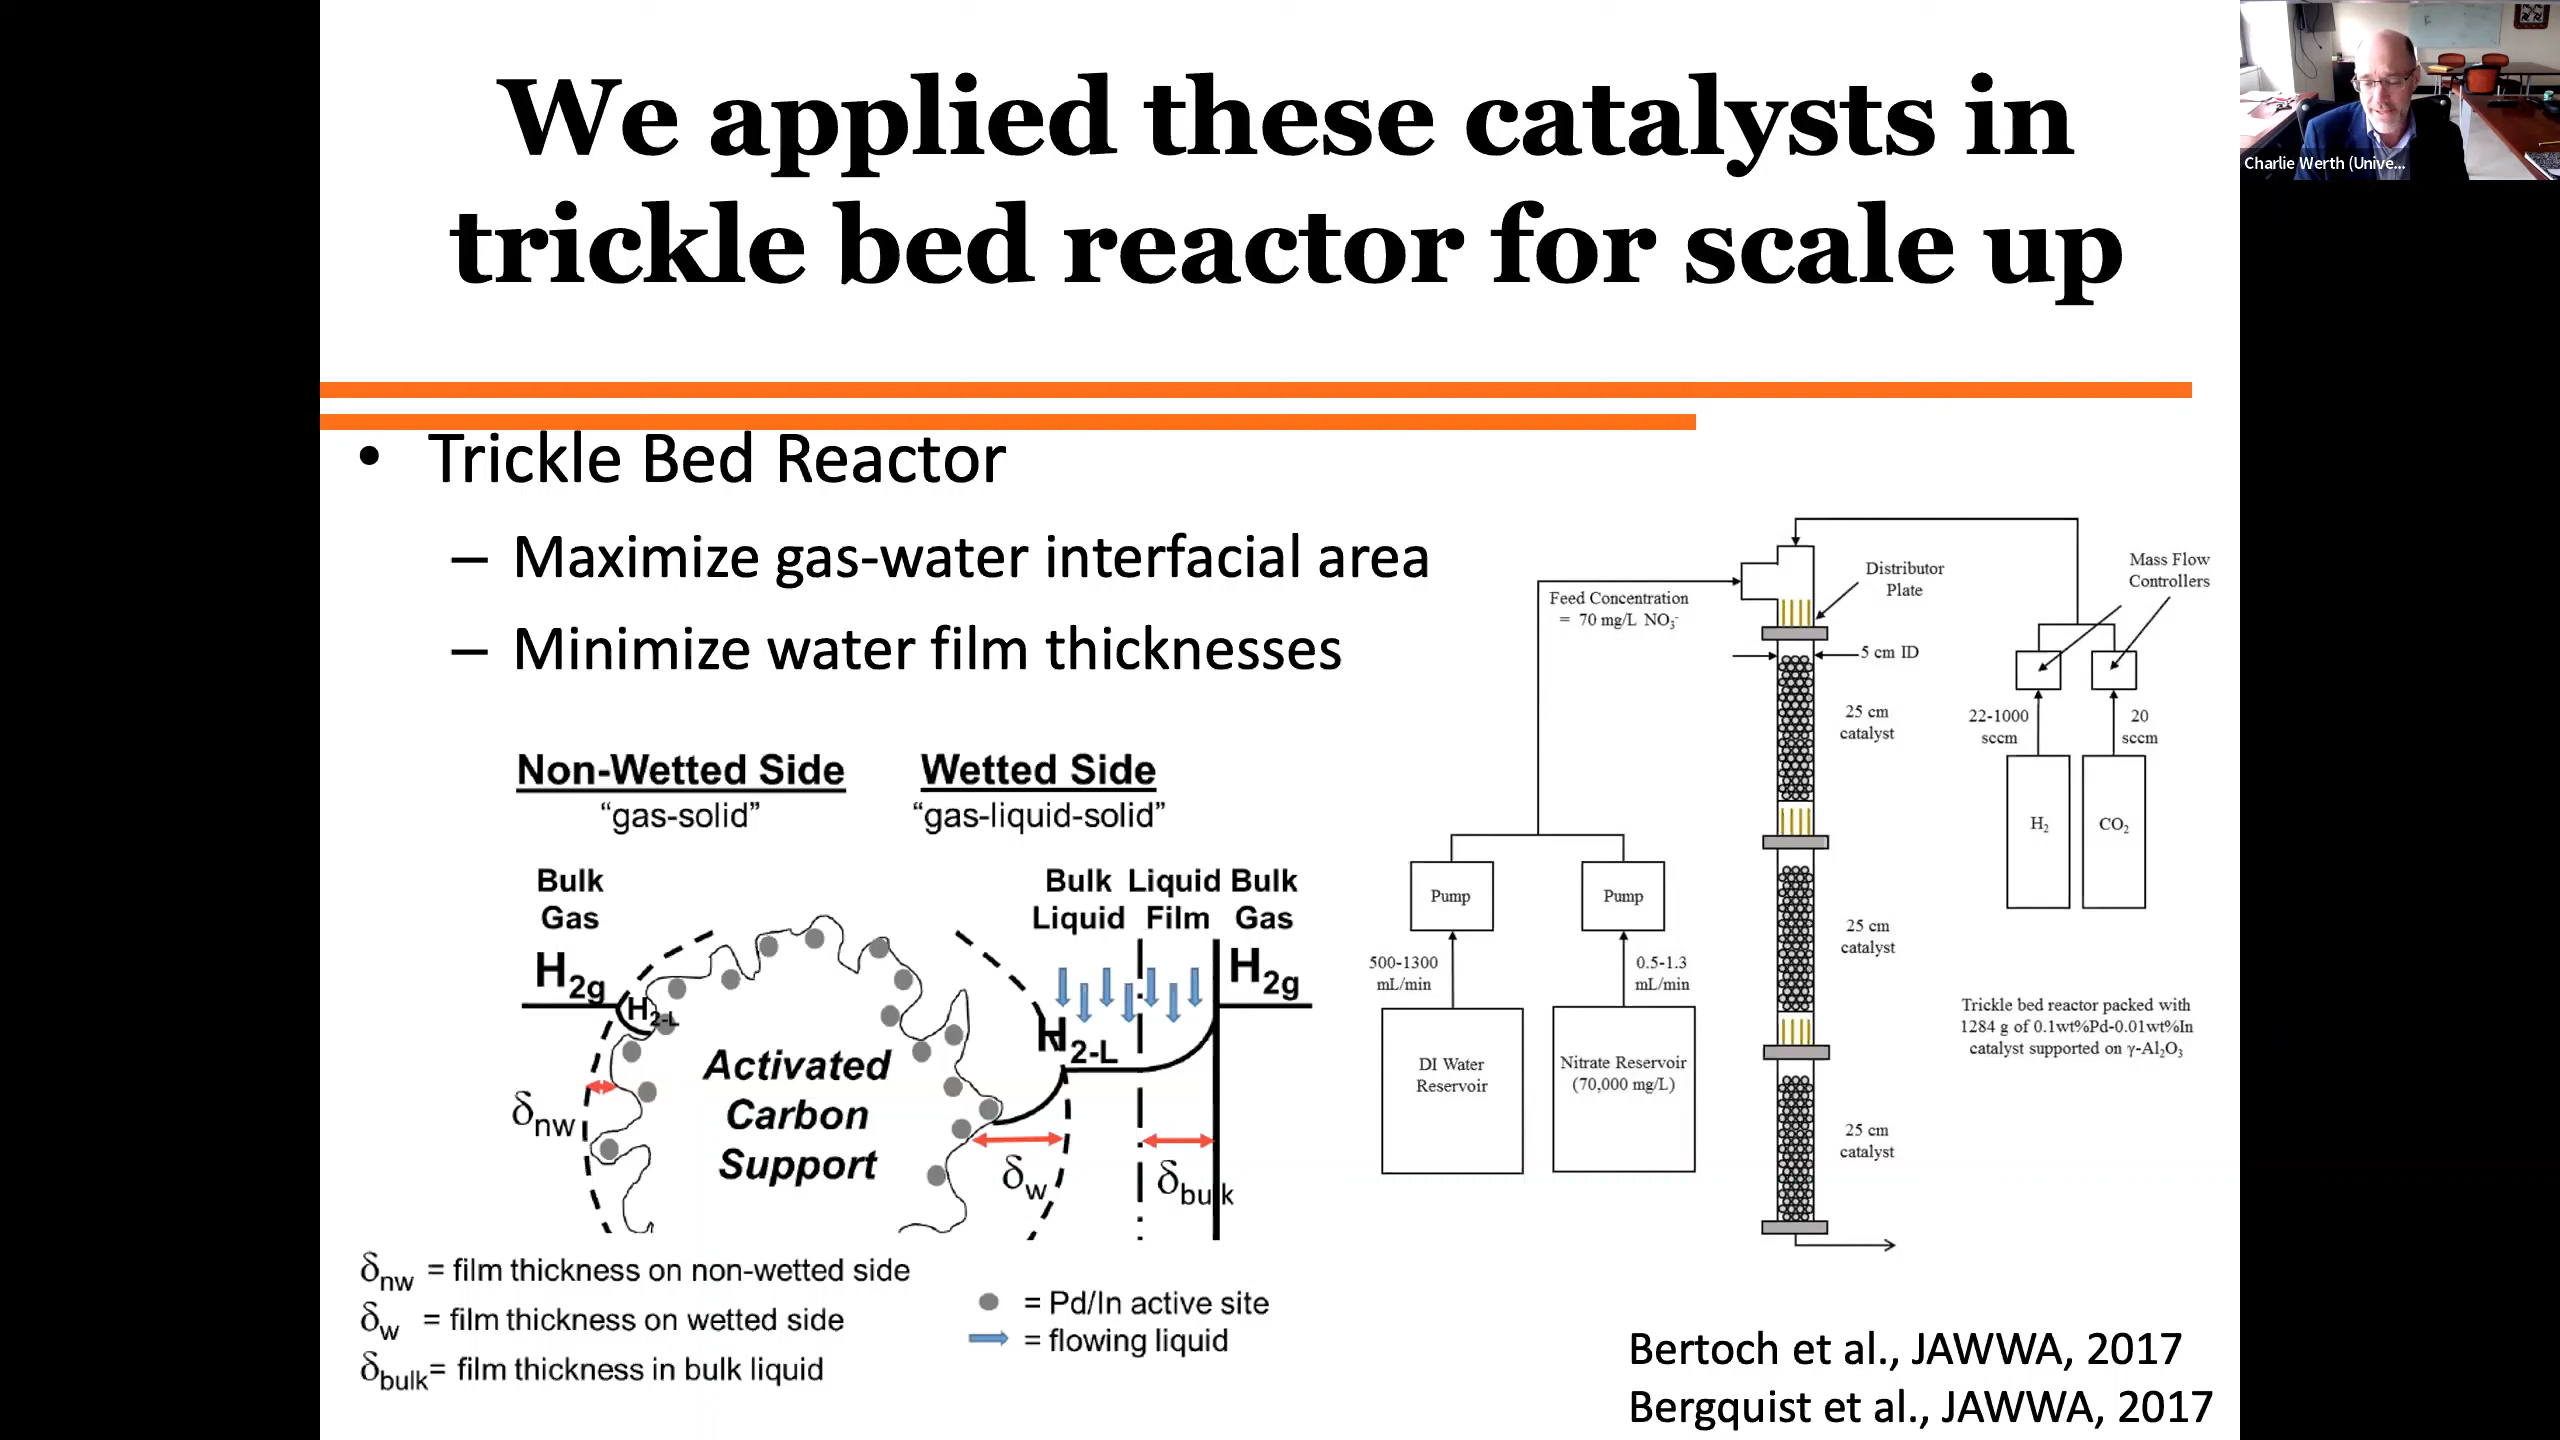 We applied these catalysts in
trickle bed reactor for scale up
Charlie Werth (Unive...
• Trickle Bed Reactor
– Maximize gas-water interfacial area
– Minimize water film thicknesses
Non-Wetted Side
"gas-solid"
Wetted Side
"gas-liquid-solid"
Bulk
Gas
Bulk
Liquid
Liquid
Film
Bulk
Gas
H2g
H2-L
H2-L
H2g
Activated
Carbon
Support
δnw
δw
δbulk
δnw = film thickness on non-wetted side
δw = film thickness on wetted side
δbulk= film thickness in bulk liquid
= Pd/In active site
= flowing liquid
Feed Concentration
= 70 mg/L NO3-
Distributor
Plate
Mass Flow
Controllers
5 cm ID
25 cm
catalyst
22-1000
sccm
20
sccm
H2
CO2
Pump
Pump
25 cm
catalyst
500-1300
mL/min
0.5-1.3
mL/min
DI Water
Reservoir
Nitrate Reservoir
(70,000 mg/L)
25 cm
catalyst
Trickle bed reactor packed with
1284 g of 0.1wt%Pd-0.01wt%In
catalyst supported on γ-Al2O3
Bertoch et al., JAWWA, 2017
Bergquist et al., JAWWA, 2017